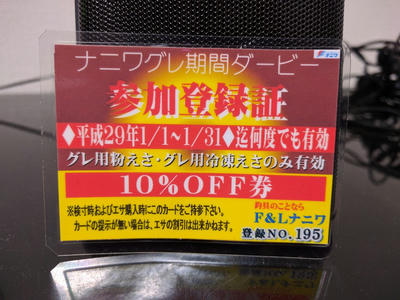 ナニワ
ナニワグレ期間ダービー
参加登録証
◆平成29年1/1~1/31◆迄何度でも有効
グレ用粉えさ・グレ用冷凍えさのみ有効
10%OFF券
※検寸時およびエサ購入時にこのカードをご持参下さい。
カードの提示が無い場合は、エサの割引は出来かねます。
釣具のことなら
F&Lナニワ
登録NO.195